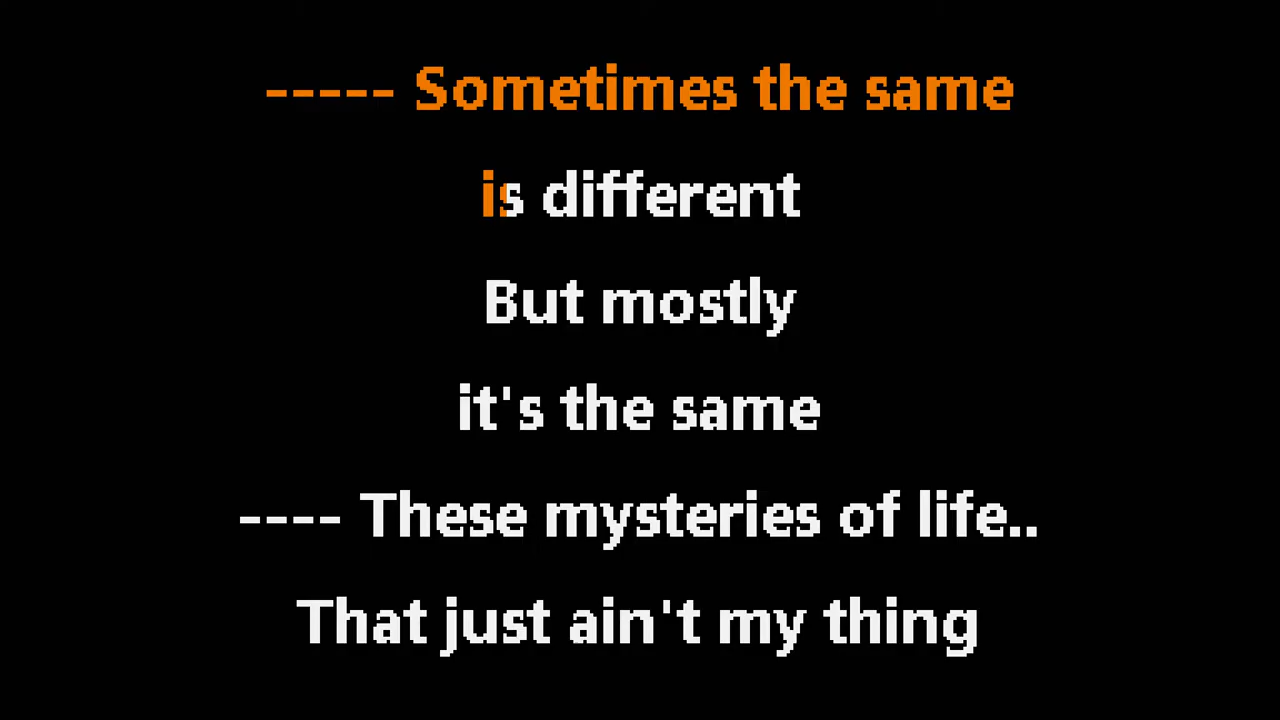 ----- Sometimes the same
is different
But mostly
it's the same
---- These mysteries of life..
That just ain't my thing